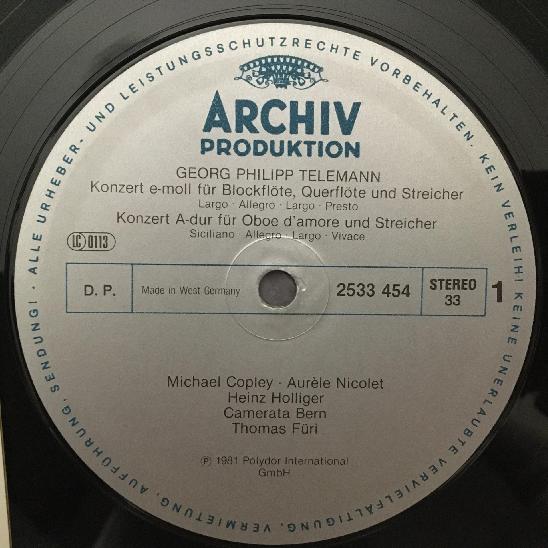 ALLE URHEBER- UND LEISTUNGSSCHUTZRECHTE VORBEHALTEN. KEIN VERLEIH! KEINE UNERLAUBTE VERVIELFÄLTIGUNG, VERMIETUNG, AUFFÜHRUNG, SENDUNG!
ARCHIV
PRODUKTION
GEORG PHILIPP TELEMANN
Konzert e-moll für Blockflöte, Querflöte und Streicher
Largo · Allegro · Largo · Presto
Konzert A-dur für Oboe d'amore und Streicher
Siciliano · Allegro · Largo · Vivace
LC 0113
D. P. Made in West Germany 2533 454 STEREO 33 1
Michael Copley · Aurèle Nicolet
Heinz Holliger
Camerata Bern
Thomas Füri
℗ 1981 Polydor International
GmbH